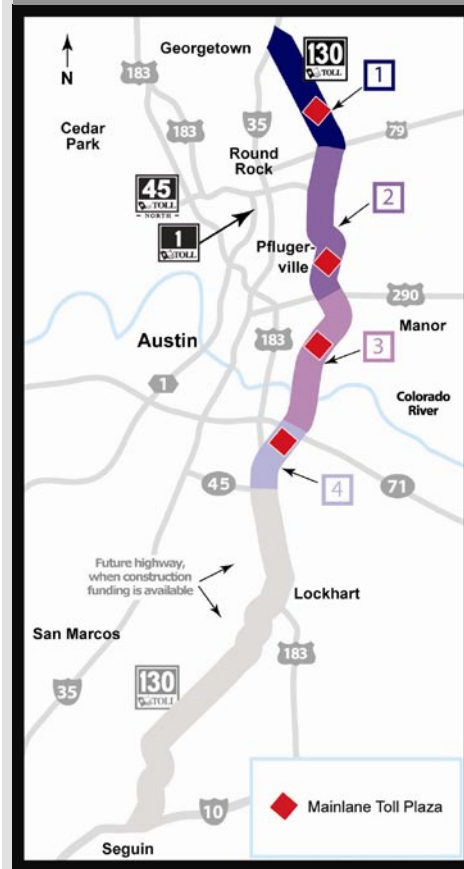 Georgetown
130
TOLL
1
N
183
Cedar
Park
183
35
79
Round
Rock
45
TOLL
NORTH
2
1
TOLL
Pfluger-
ville
290
Manor
Austin
183
3
1
Colorado
River
45
4
71
Future highway,
when construction
funding is available
Lockhart
San Marcos
183
130
TOLL
35
10
Mainlane Toll Plaza
Seguin